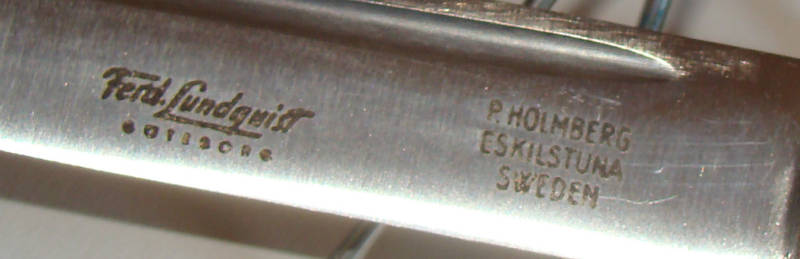 Ferd. Lundquist
GÖTEBORG
P. HOLMBERG
ESKILSTUNA
SWEDEN